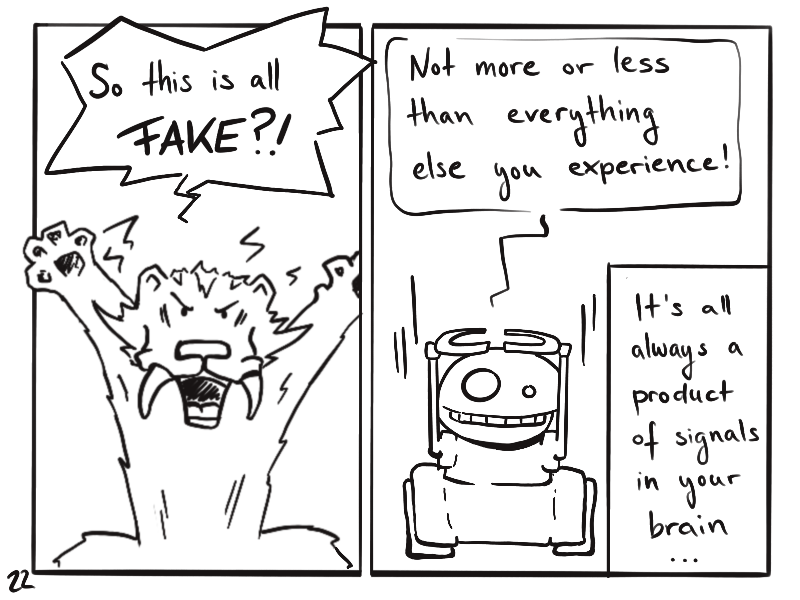 So this is all
FAKE?!
Not more or less
than everything
else you experience!
It's all
always a
product
of signals
in your
brain
...
22